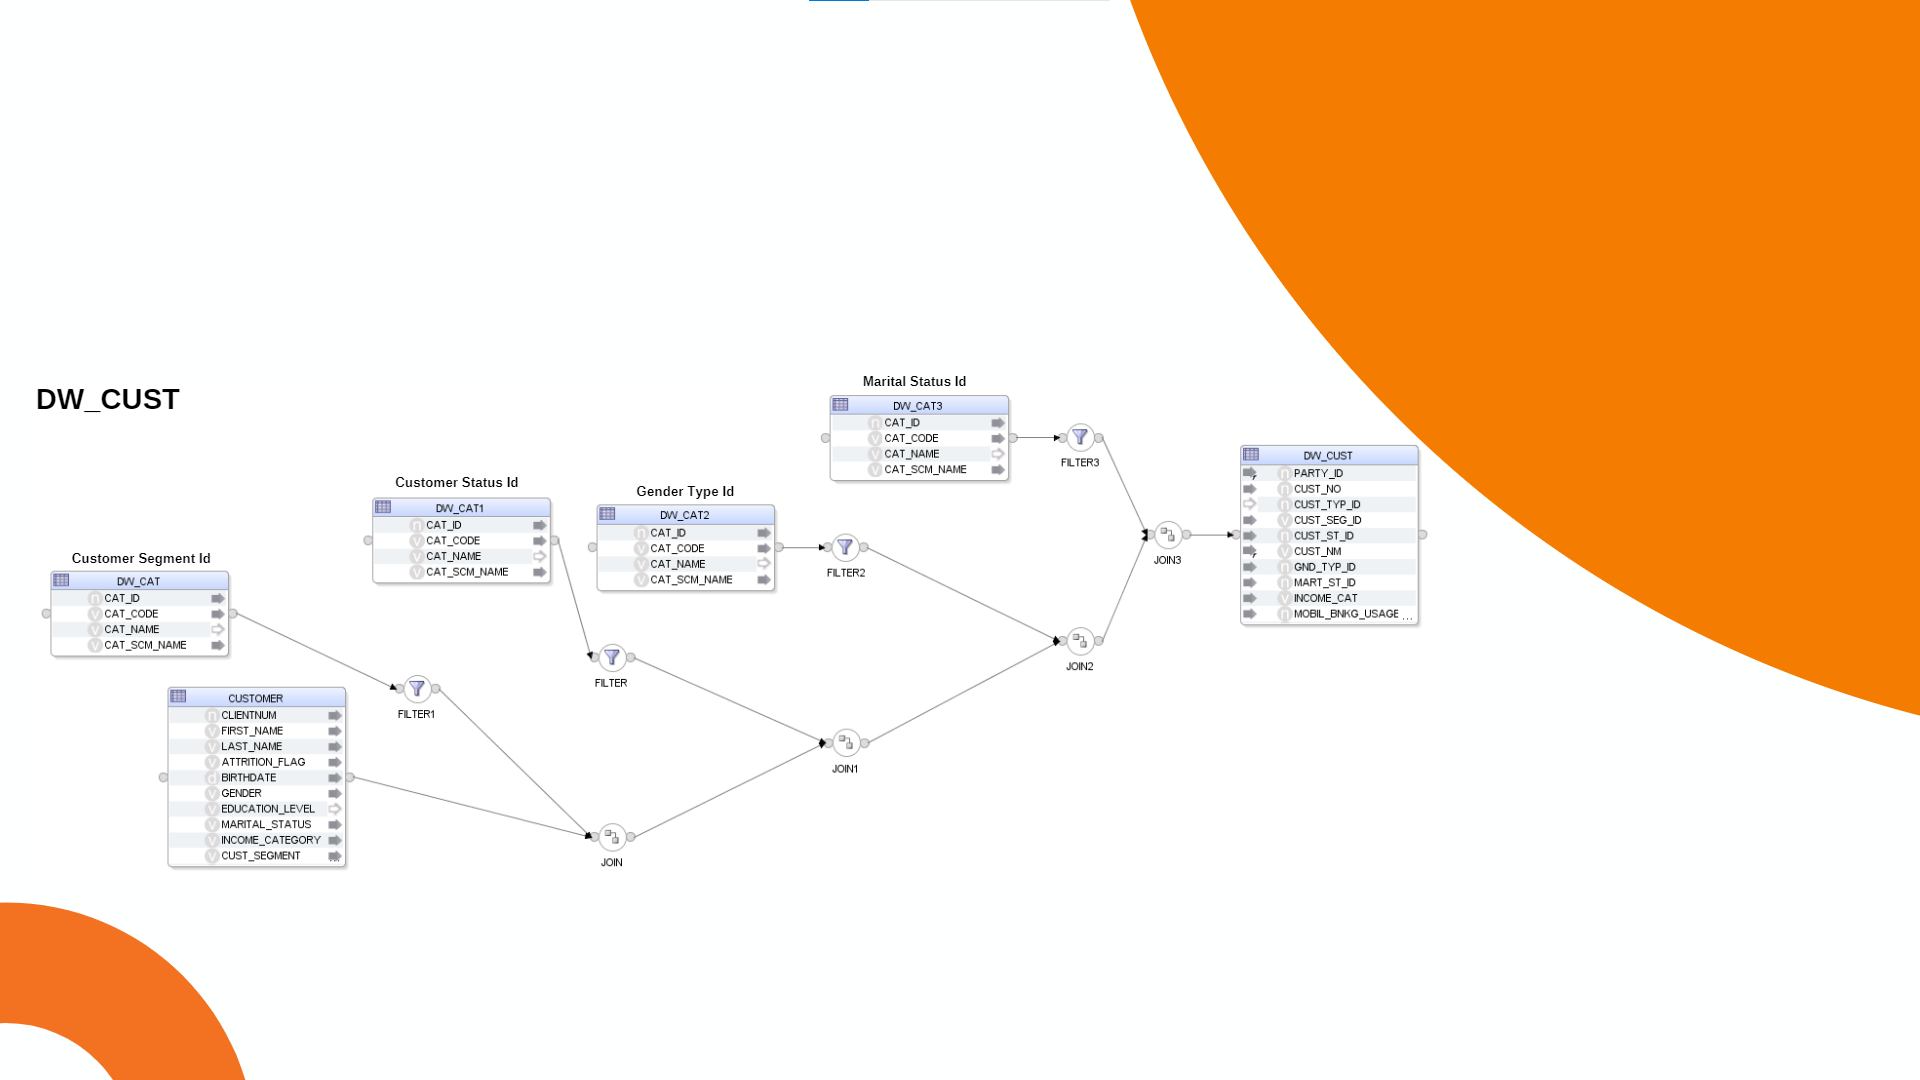 DW_CUST
Customer Segment Id
DW_CAT
CAT_ID
CAT_CODE
CAT_NAME
CAT_SCM_NAME
CUSTOMER
CLIENTNUM
FIRST_NAME
LAST_NAME
ATTRITION_FLAG
BIRTHDATE
GENDER
EDUCATION_LEVEL
MARITAL_STATUS
INCOME_CATEGORY
CUST_SEGMENT
FILTER1
JOIN
Customer Status Id
DW_CAT1
CAT_ID
CAT_CODE
CAT_NAME
CAT_SCM_NAME
FILTER
JOIN1
Gender Type Id
DW_CAT2
CAT_ID
CAT_CODE
CAT_NAME
CAT_SCM_NAME
FILTER2
JOIN2
Marital Status Id
DW_CAT3
CAT_ID
CAT_CODE
CAT_NAME
CAT_SCM_NAME
FILTER3
JOIN3
DW_CUST
PARTY_ID
CUST_NO
CUST_TYP_ID
CUST_SEG_ID
CUST_ST_ID
CUST_NM
GND_TYP_ID
MART_ST_ID
INCOME_CAT
MOBIL_BNKG_USAGE ...